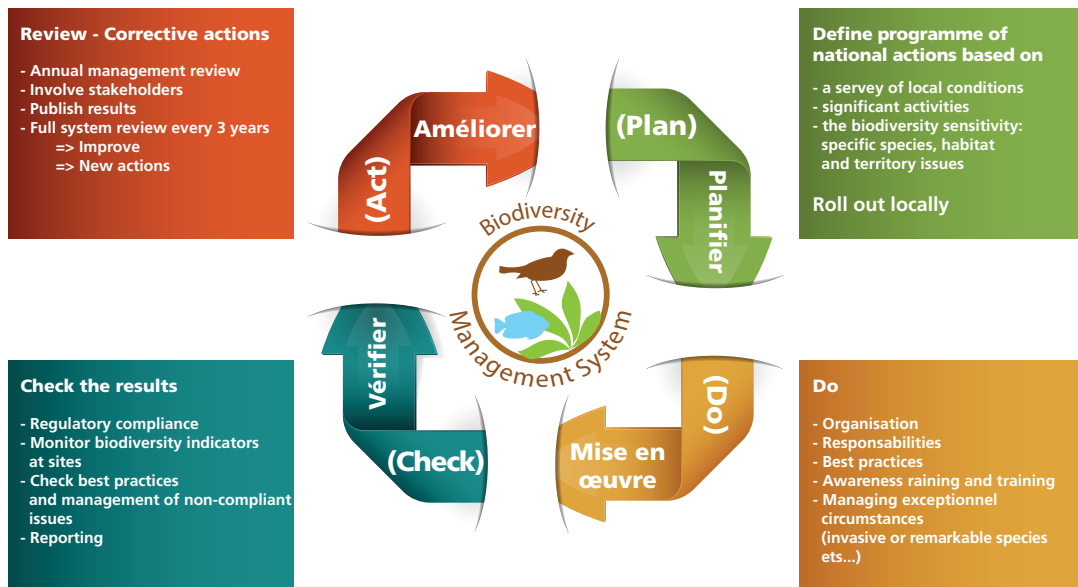 Review - Corrective actions
- Annual management review
- Involve stakeholders
- Publish results
- Full system review every 3 years
=> Improve
=> New actions
(Act)
Améliorer
(Plan)
Planifier
Define programme of
national actions based on
- a servey of local conditions
- significant activities
- the biodiversity sensitivity:
specific species, habitat
and territory issues
Roll out locally
Biodiversity
Management System
Check the results
- Regulatory compliance
- Monitor biodiversity indicators
at sites
- Check best practices
and management of non-compliant
issues
- Reporting
Vérifier
(Check)
(Do)
Mise en
œuvre
Do
- Organisation
- Responsabilities
- Best practices
- Awareness raining and training
- Managing exceptionnel
circumstances
(invasive or remarkable species
ets...)